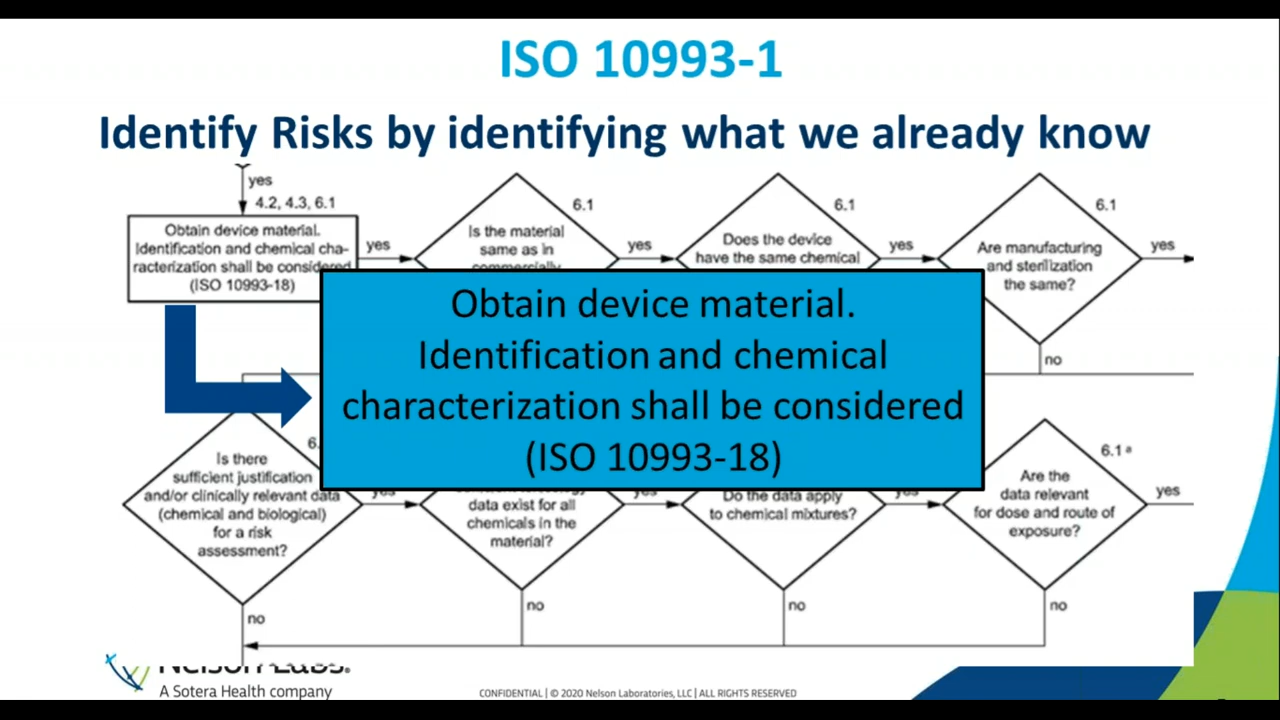 ISO 10993-1
Identify Risks by identifying what we already know
yes
4.2, 4.3, 6.1
Obtain device material.
Identification and chemical cha-
racterization shall be considered
(ISO 10993-18)
yes
6.1
Is the material
same as in
commercially
yes
6.1
Does the device
have the same chemical
yes
6.1
Are manufacturing
and sterilization
the same?
yes
no
Obtain device material.
Identification and chemical
characterization shall be considered
(ISO 10993-18)
6.
Is there
sufficient justification
and/or clinically relevant data
(chemical and biological)
for a risk
assessment?
yes
no
data exist for all
chemicals in the
material?
yes
no
Do the data apply
to chemical mixtures?
yes
no
6.1 a
Are the
data relevant
for dose and route of
exposure?
yes
no
Nelson Labs.
A Sotera Health company
CONFIDENTIAL | © 2020 Nelson Laboratories, LLC | ALL RIGHTS RESERVED